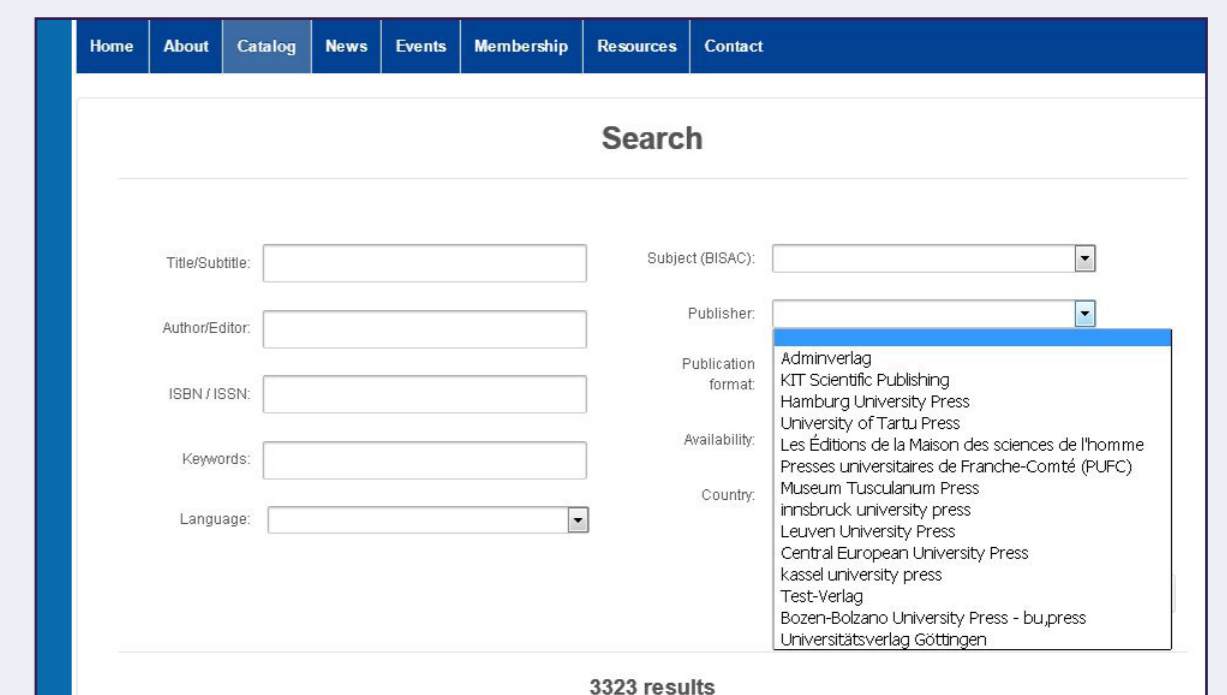 Home About Catalog News Events Membership Resources Contact
Search
Title/Subtitle:
Author/Editor:
ISBN / ISSN:
Keywords:
Language:
Subject (BISAC):
Publisher:
Publication
format:
Availability:
Country:
Adminverlag
KIT Scientific Publishing
Hamburg University Press
University of Tartu Press
Les Éditions de la Maison des sciences de l'homme
Presses universitaires de Franche-Comté (PUFC)
Museum Tusculanum Press
innsbruck university press
Leuven University Press
Central European University Press
kassel university press
Test-Verlag
Bozen-Bolzano University Press - bu,press
Universitätsverlag Göttingen
3323 results